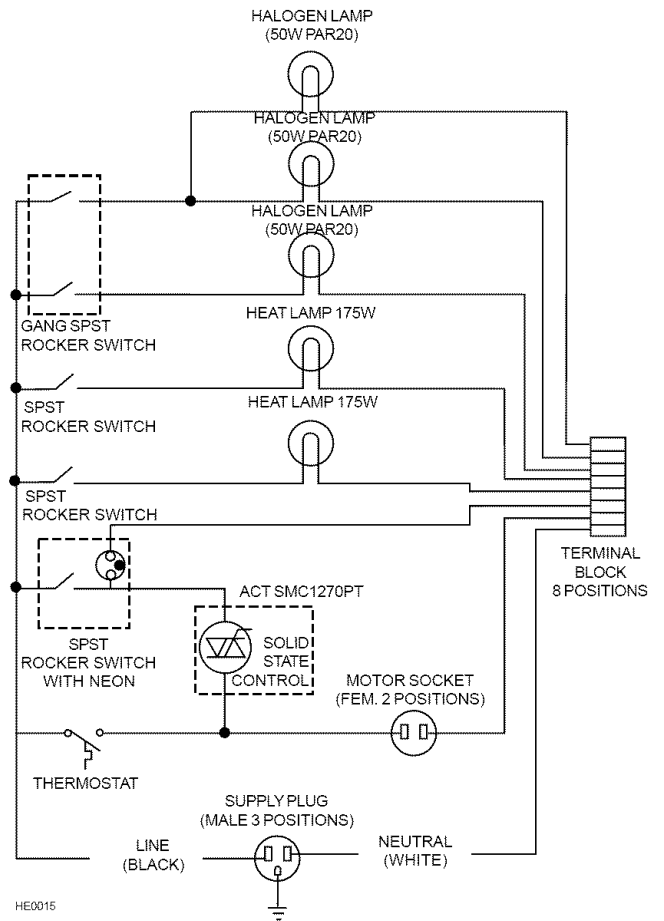 HALOGEN LAMP
(50W PAR20)
HALOGEN LAMP
(50W PAR20)
HALOGEN LAMP
(50W PAR20)
GANG SPST
ROCKER SWITCH
HEAT LAMP 175W
SPST
ROCKER SWITCH
HEAT LAMP 175W
SPST
ROCKER SWITCH
TERMINAL
BLOCK
8 POSITIONS
ACT SMC1270PT
SOLID
STATE
CONTROL
SPST
ROCKER SWITCH
WITH NEON
MOTOR SOCKET
(FEM. 2 POSITIONS)
THERMOSTAT
SUPPLY PLUG
(MALE 3 POSITIONS)
LINE
(BLACK)
NEUTRAL
(WHITE)
HE0015